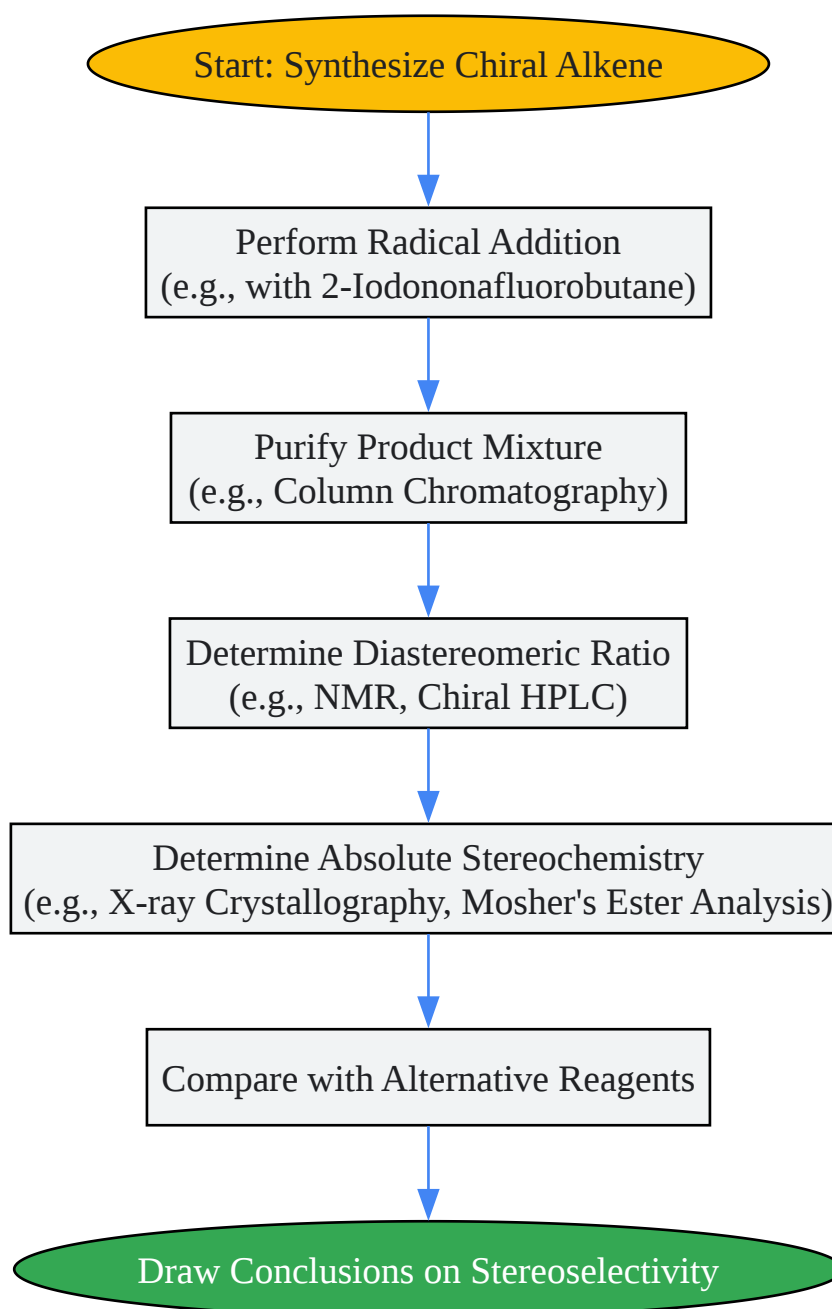 Start: Synthesize Chiral Alkene
Perform Radical Addition
(e.g., with 2-Iodononafluorobutane)
Purify Product Mixture
(e.g., Column Chromatography)
Determine Diastereomeric Ratio
(e.g., NMR, Chiral HPLC)
Determine Absolute Stereochemistry
(e.g., X-ray Crystallography, Mosher's Ester Analysis)
Compare with Alternative Reagents
Draw Conclusions on Stereoselectivity